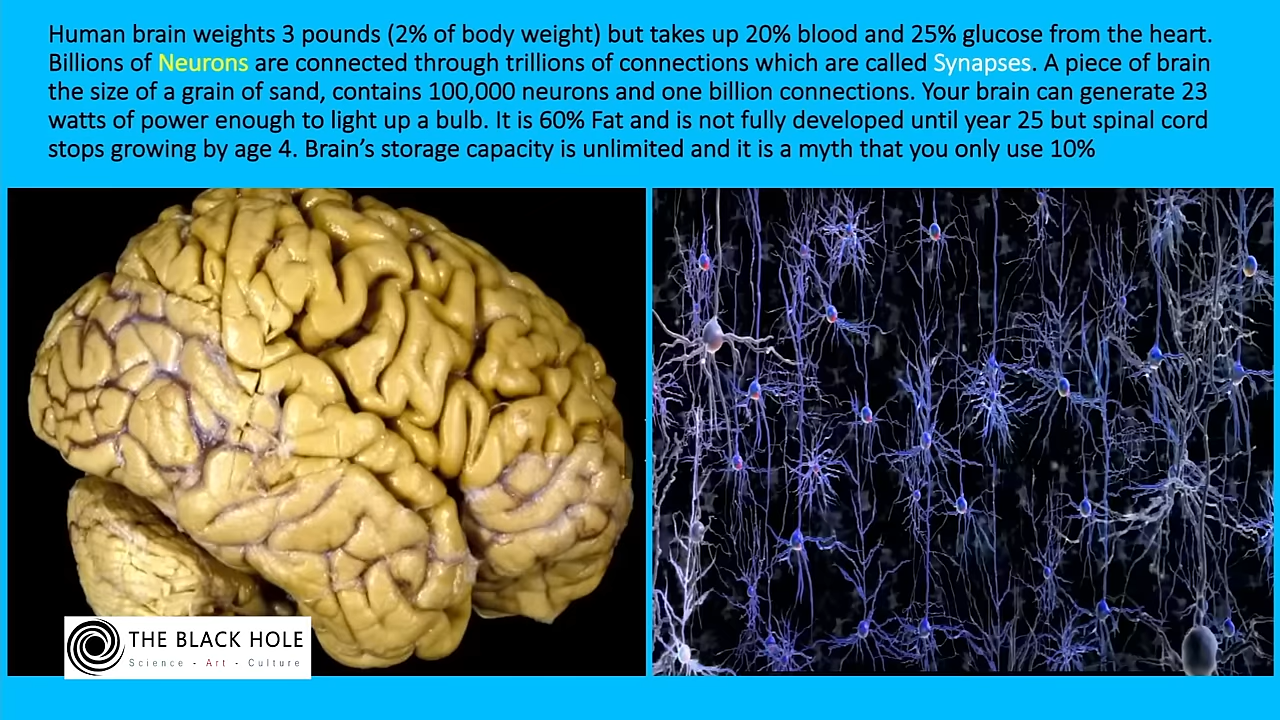 Human brain weights 3 pounds (2% of body weight) but takes up 20% blood and 25% glucose from the heart.
Billions of Neurons are connected through trillions of connections which are called Synapses. A piece of brain
the size of a grain of sand, contains 100,000 neurons and one billion connections. Your brain can generate 23
watts of power enough to light up a bulb. It is 60% Fat and is not fully developed until year 25 but spinal cord
stops growing by age 4. Brain’s storage capacity is unlimited and it is a myth that you only use 10%
THE BLACK HOLE
Science - Art - Culture